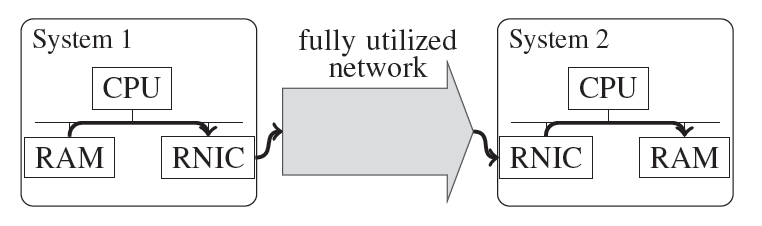 System 1
CPU
RAM
RNIC
fully utilized
network
System 2
CPU
RNIC
RAM